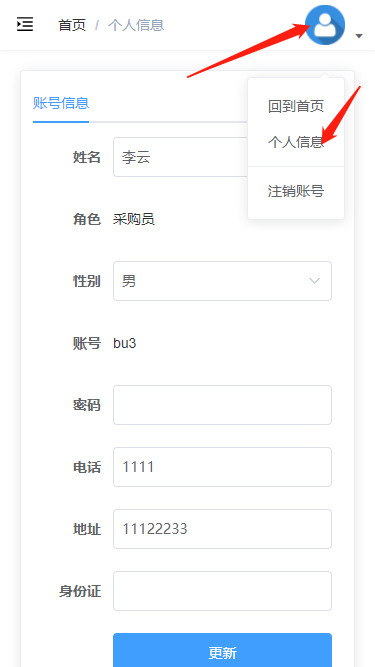 首页 / 个人信息
回到首页
个人信息
注销账号
账号信息
姓名 李云
角色 采购员
性别 男
账号 bu3
密码
电话 1111
地址 11122233
身份证
更新